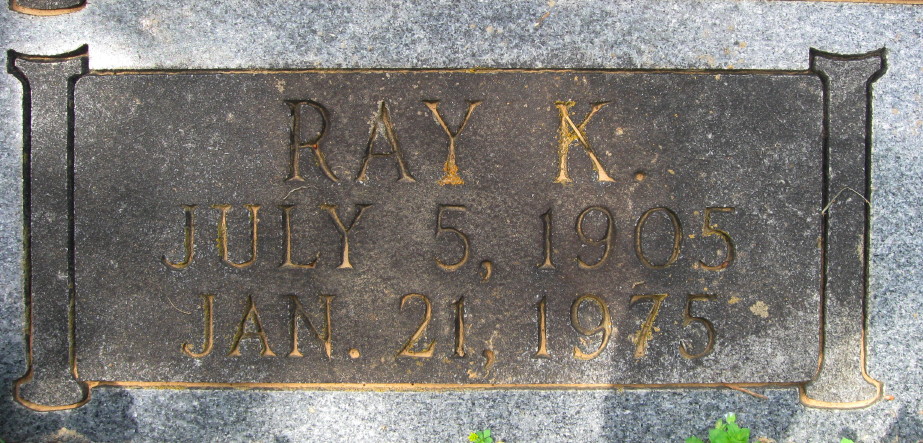 RAY K.
JULY 5, 1905
JAN. 21, 1975